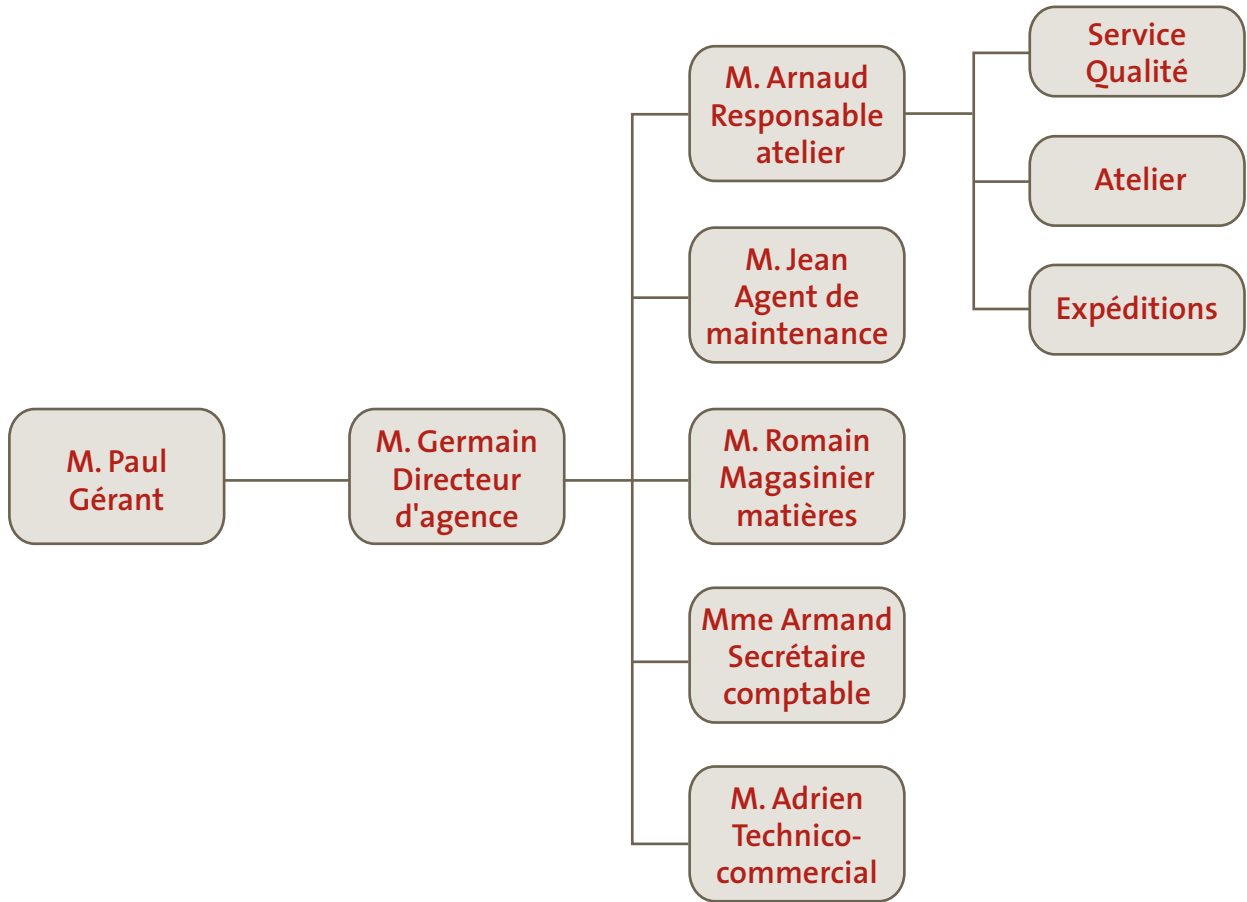 M. Paul
Gérant
M. Germain
Directeur
d'agence
M. Arnaud
Responsable
atelier
M. Jean
Agent de
maintenance
M. Romain
Magasinier
matières
Mme Armand
Secrétaire
comptable
M. Adrien
Technico-
commercial
Service
Qualité
Atelier
Expéditions